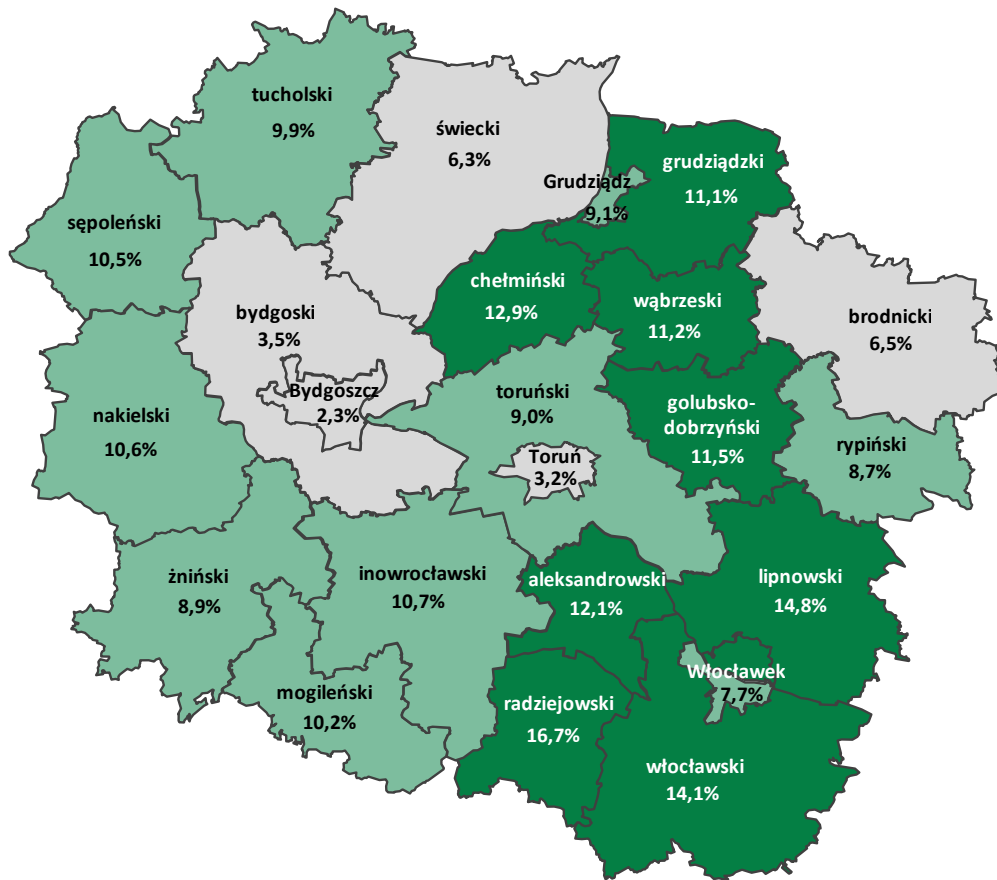 tucholski
9,9%
świecki
6,3%
grudziądzki
11,1%
Grudziądz
9,1%
sępoleński
10,5%
chełmiński
12,9%
wąbrzeski
11,2%
bydgoski
3,5%
brodnicki
6,5%
Bydgoszcz
2,3%
toruński
9,0%
golubsko-
dobrzyński
11,5%
nakielski
10,6%
rypiński
8,7%
Toruń
3,2%
żniński
8,9%
inowrocławski
10,7%
aleksandrowski
12,1%
lipnowski
14,8%
Włocławek
7,7%
mogileński
10,2%
radziejowski
16,7%
włocławski
14,1%